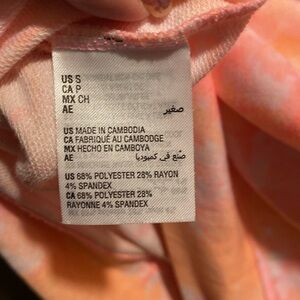 US S
CA P
MX CH
AE صغير
US MADE IN CAMBODIA
CA FABRIQUÉ AU CAMBODGE
MX HECHO EN CAMBOYA
AE صنع في كمبوديا
US 68% POLYESTER 28% RAYON
4% SPANDEX
CA 68% POLYESTER 28%
RAYONNE 4% SPANDEX